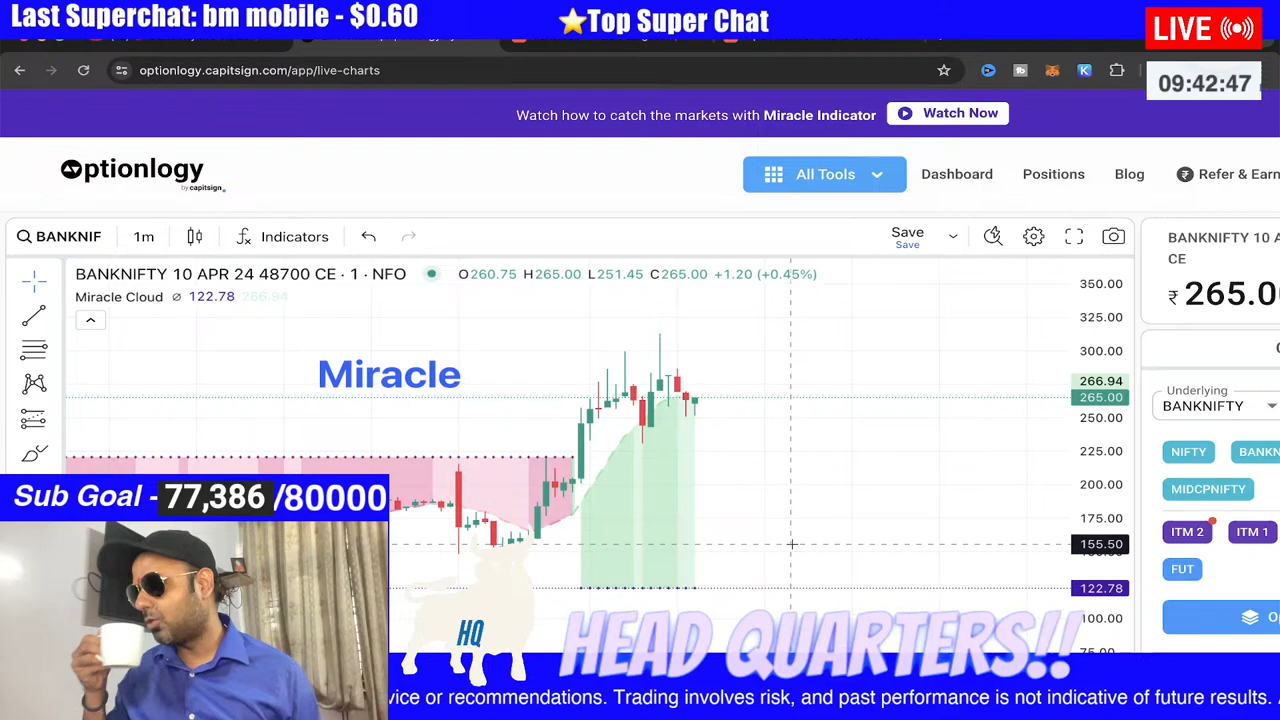 Last Superchat: bm mobile - $0.60
⭐Top Super Chat
LIVE
optionlogy.capitsign.com/app/live-charts
09:42:47
Watch how to catch the markets with Miracle Indicator
Watch Now
Optionlogy
by capitsign
All Tools
Dashboard
Positions
Blog
Refer & Earn
BANKNIF
1m
Indicators
Save
Save
BANKNIFTY 10 A
CE
BANKNIFTY 10 APR 24 48700 CE · 1 · NFO
O260.75 H265.00 L251.45 C265.00 +1.20 (+0.45%)
Miracle Cloud ⌀ 122.78 266.94
₹ 265.0
350.00
325.00
300.00
266.94
265.00
250.00
225.00
200.00
175.00
155.50
122.78
100.00
75.00
Miracle
Underlying
BANKNIFTY
NIFTY
BANKN
MIDCPNIFTY
ITM 2
ITM 1
FUT
Sub Goal - 77,386 /80000
HQ
HEAD QUARTERS!!
vice or recommendations. Trading involves risk, and past performance is not indicative of future results.